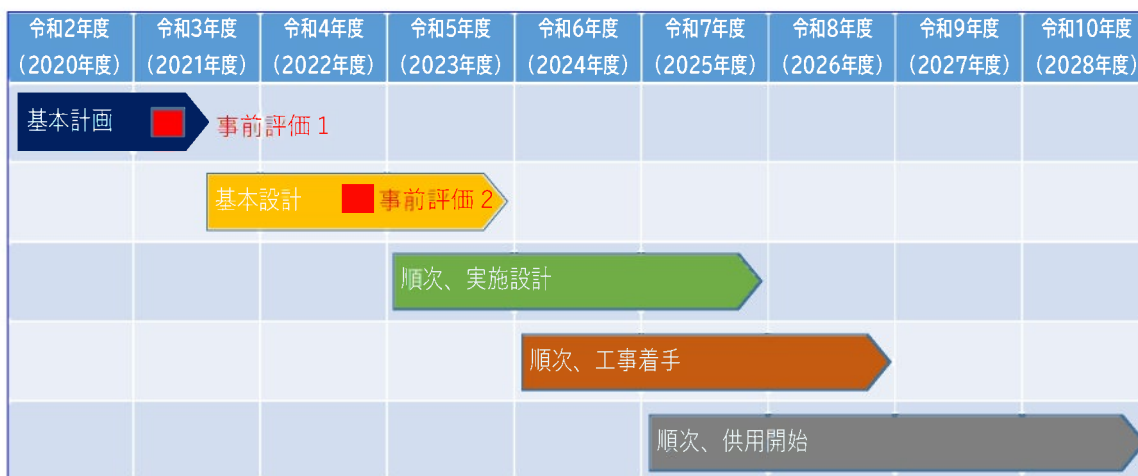 令和2年度 令和3年度 令和4年度 令和5年度 令和6年度 令和7年度 令和8年度 令和9年度 令和10年度
（2020年度） （2021年度） （2022年度） （2023年度） （2024年度） （2025年度） （2026年度） （2027年度） （2028年度）
基本計画 事前評価1
基本設計 事前評価2
順次、実施設計
順次、工事着手
順次、供用開始